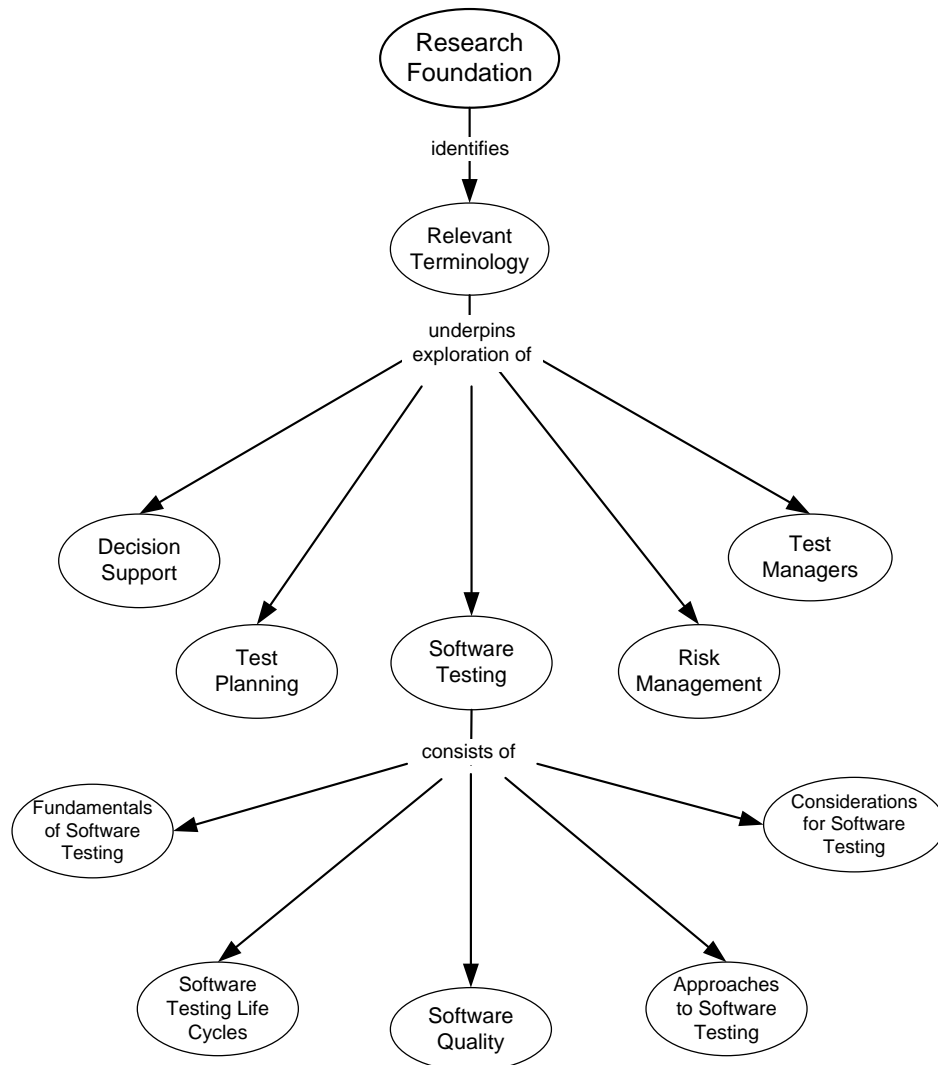 Research
Foundation
identifies
Relevant
Terminology
underpins
exploration of
Decision
Support
Test
Managers
Test
Planning
Software
Testing
Risk
Management
consists of
Fundamentals
of Software
Testing
Considerations
for Software
Testing
Software
Testing Life
Cycles
Software
Quality
Approaches
to Software
Testing